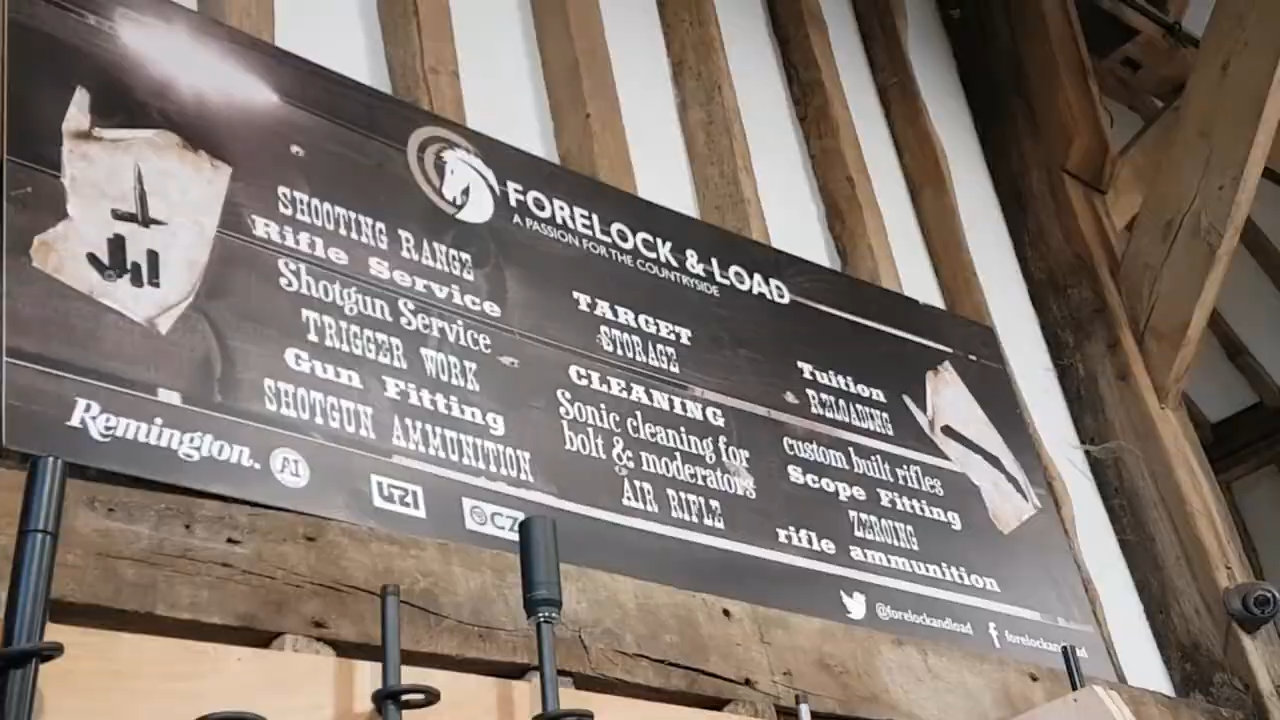 FORELOCK & LOAD
A PASSION FOR THE COUNTRYSIDE
SHOOTING RANGE
Rifle Service
Shotgun Service
TRIGGER WORK
Gun Fitting
SHOTGUN AMMUNITION
TARGET
STORAGE
CLEANING
Sonic cleaning for
bolt & moderators
AIR RIFLE
Tuition
RELOADING
custom built rifles
Scope Fitting
ZEROING
rifle ammunition
Remington.
AI
CZ
@forelockandload